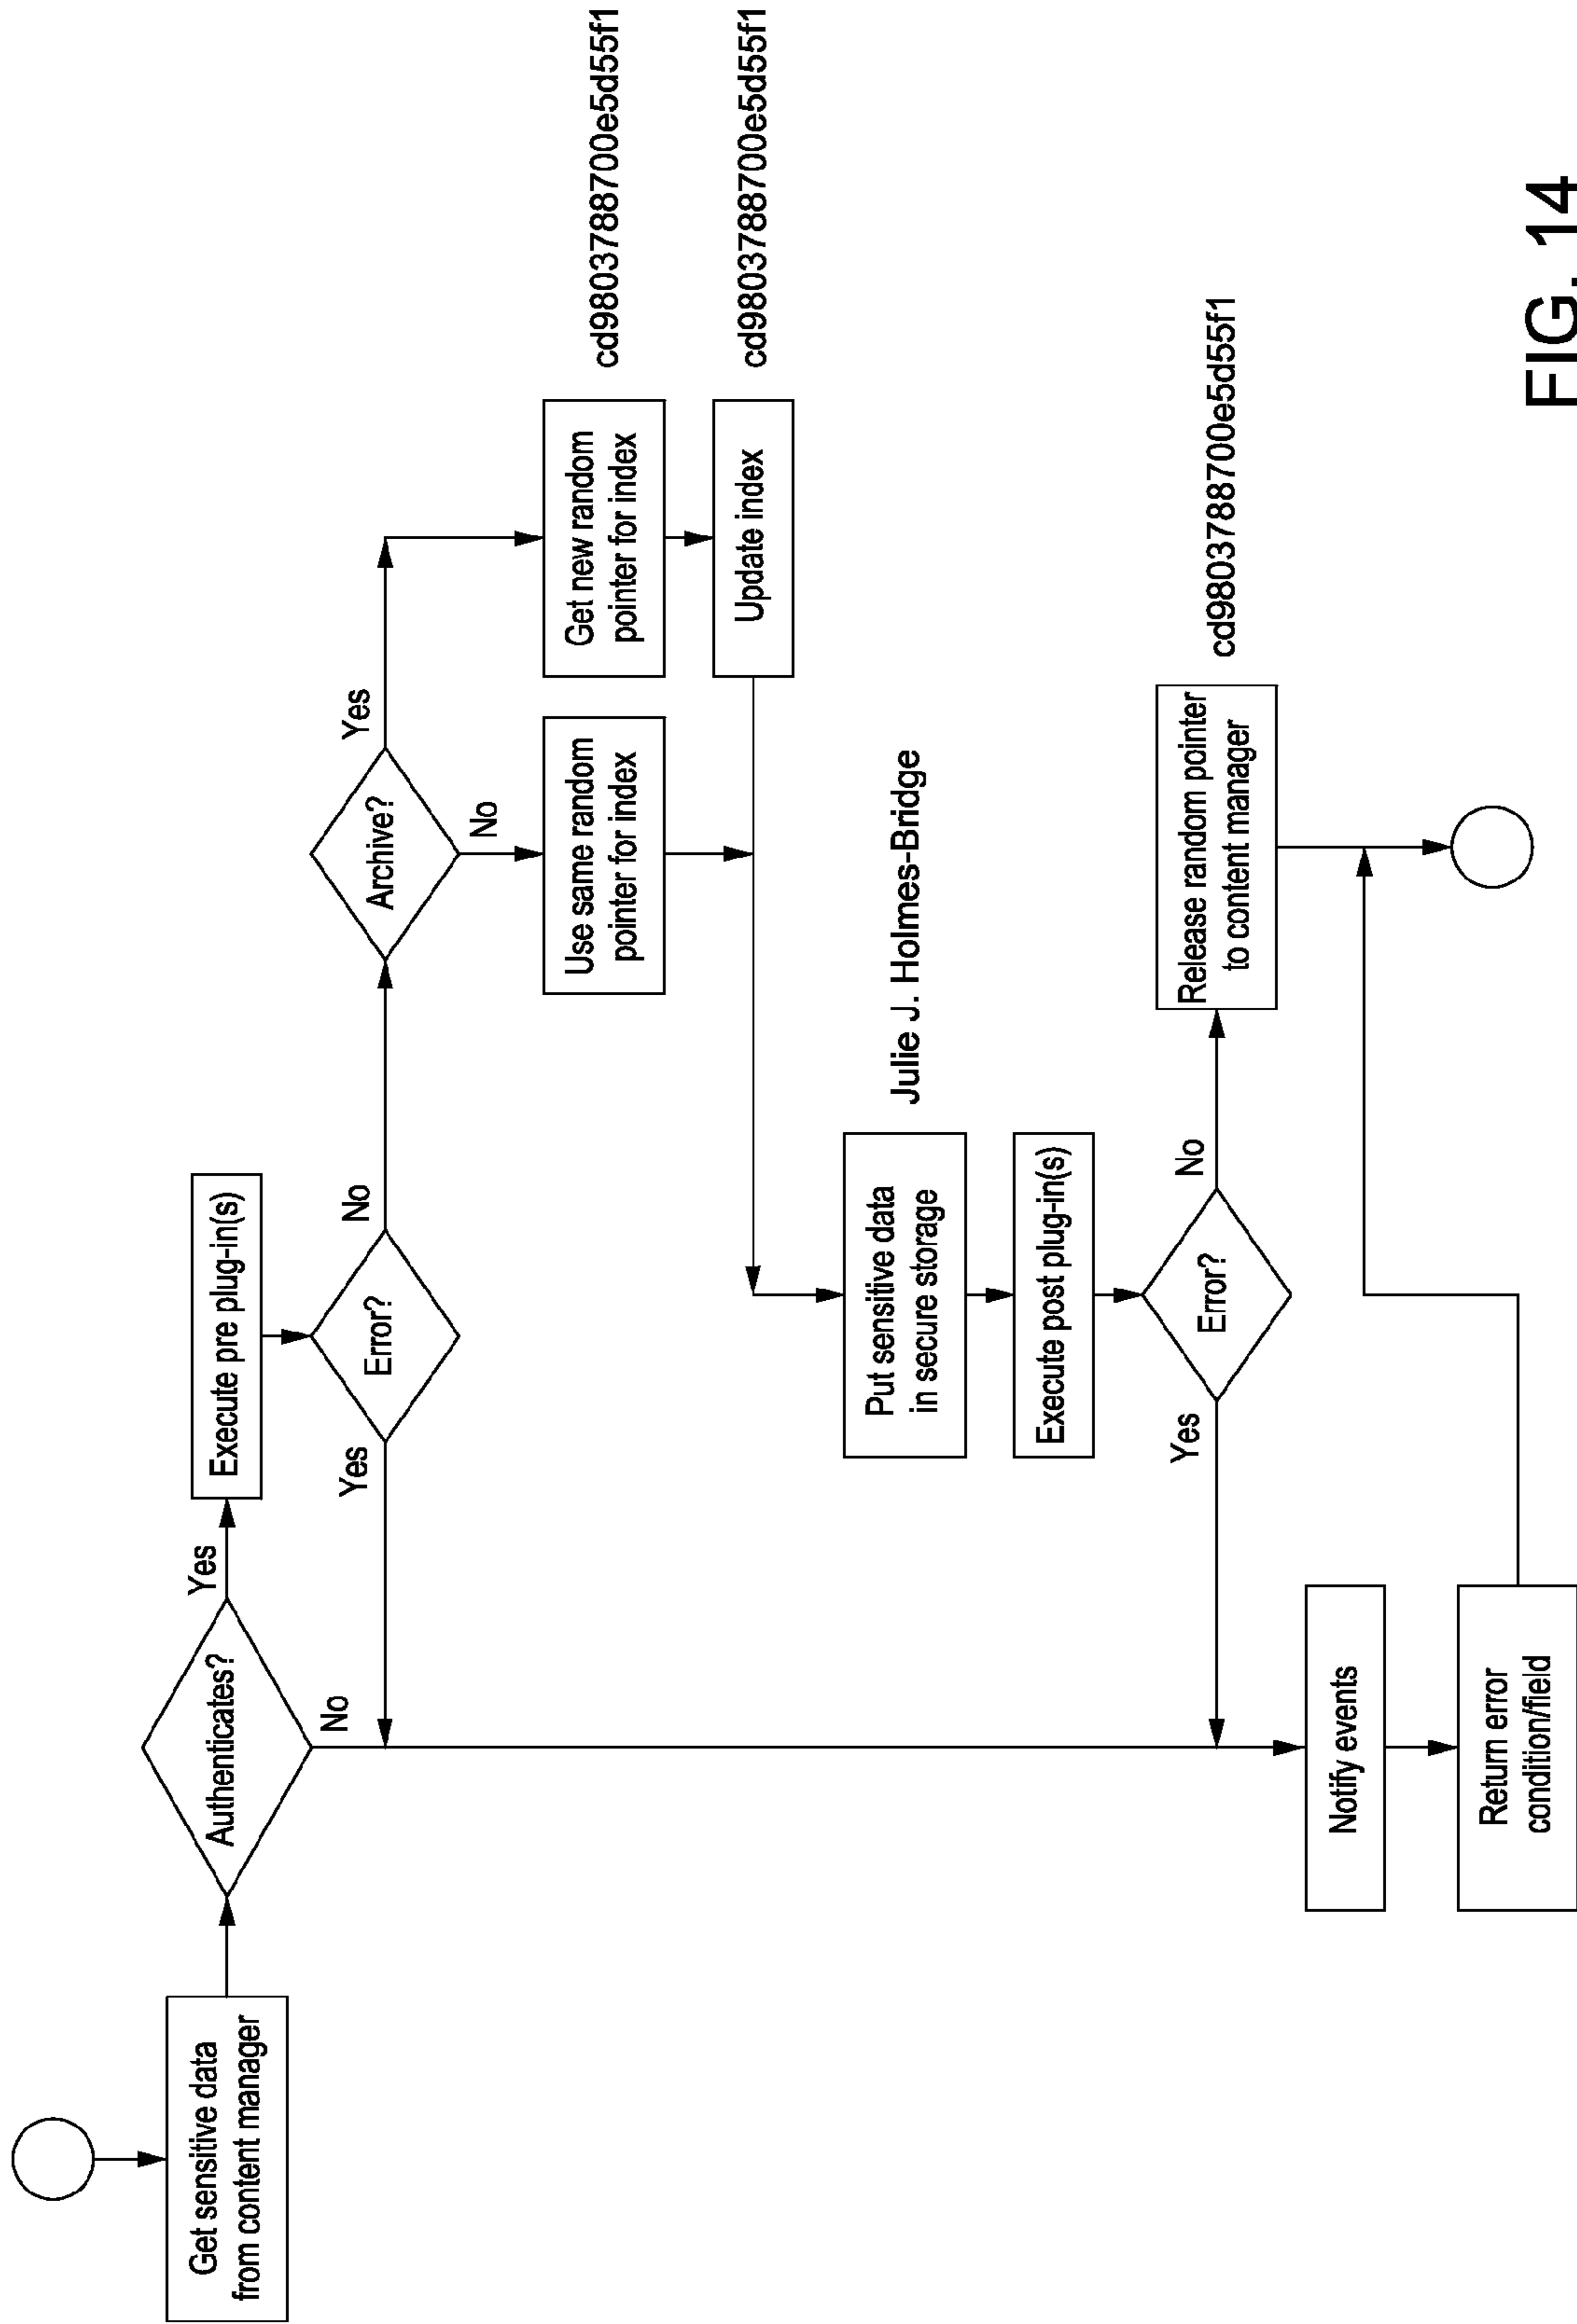 Get sensitive data
from content manager
Authenticates?
Yes
No
Execute pre plug-in(s)
Error?
Yes
No
Archive?
Yes
No
Use same random
pointer for index
Get new random
pointer for index
cd9803788700e5d55f1
Update index
cd9803788700e5d55f1
Julie J. Holmes-Bridge
Put sensitive data
in secure storage
Execute post plug-in(s)
Error?
Yes
No
Release random pointer
to content manager
cd9803788700e5d55f1
Notify events
Return error
condition/field
FIG. 14